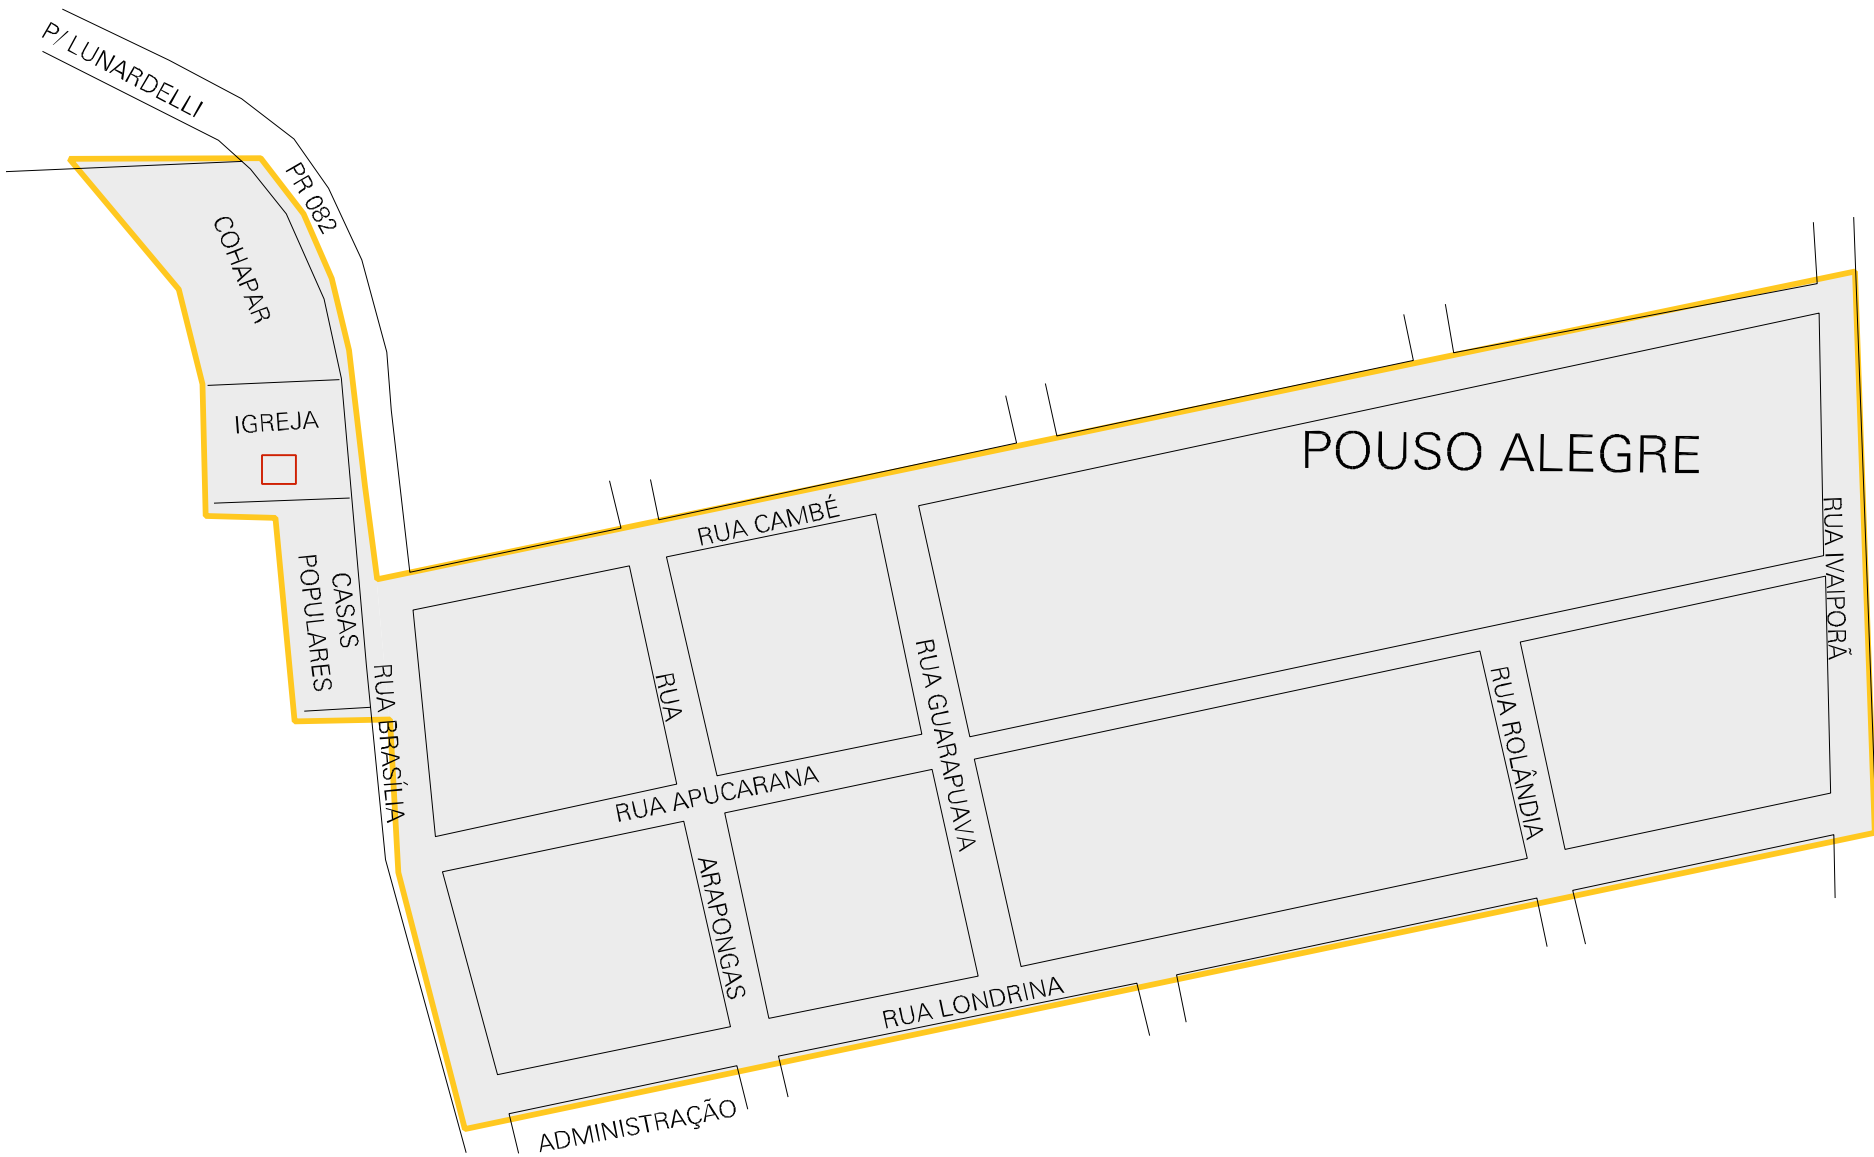 P/ LUNARDELLI
PR 082
COHAPAR
IGREJA
POUSO ALEGRE
RUA CAMBÉ
CASAS
POPULARES
RUA IVAIPORÃ
RUA BRASÍLIA
RUA
ARAPONGAS
RUA GUARAPUAVA
RUA ROLÂNDIA
RUA APUCARANA
RUA LONDRINA
ADMINISTRAÇÃO